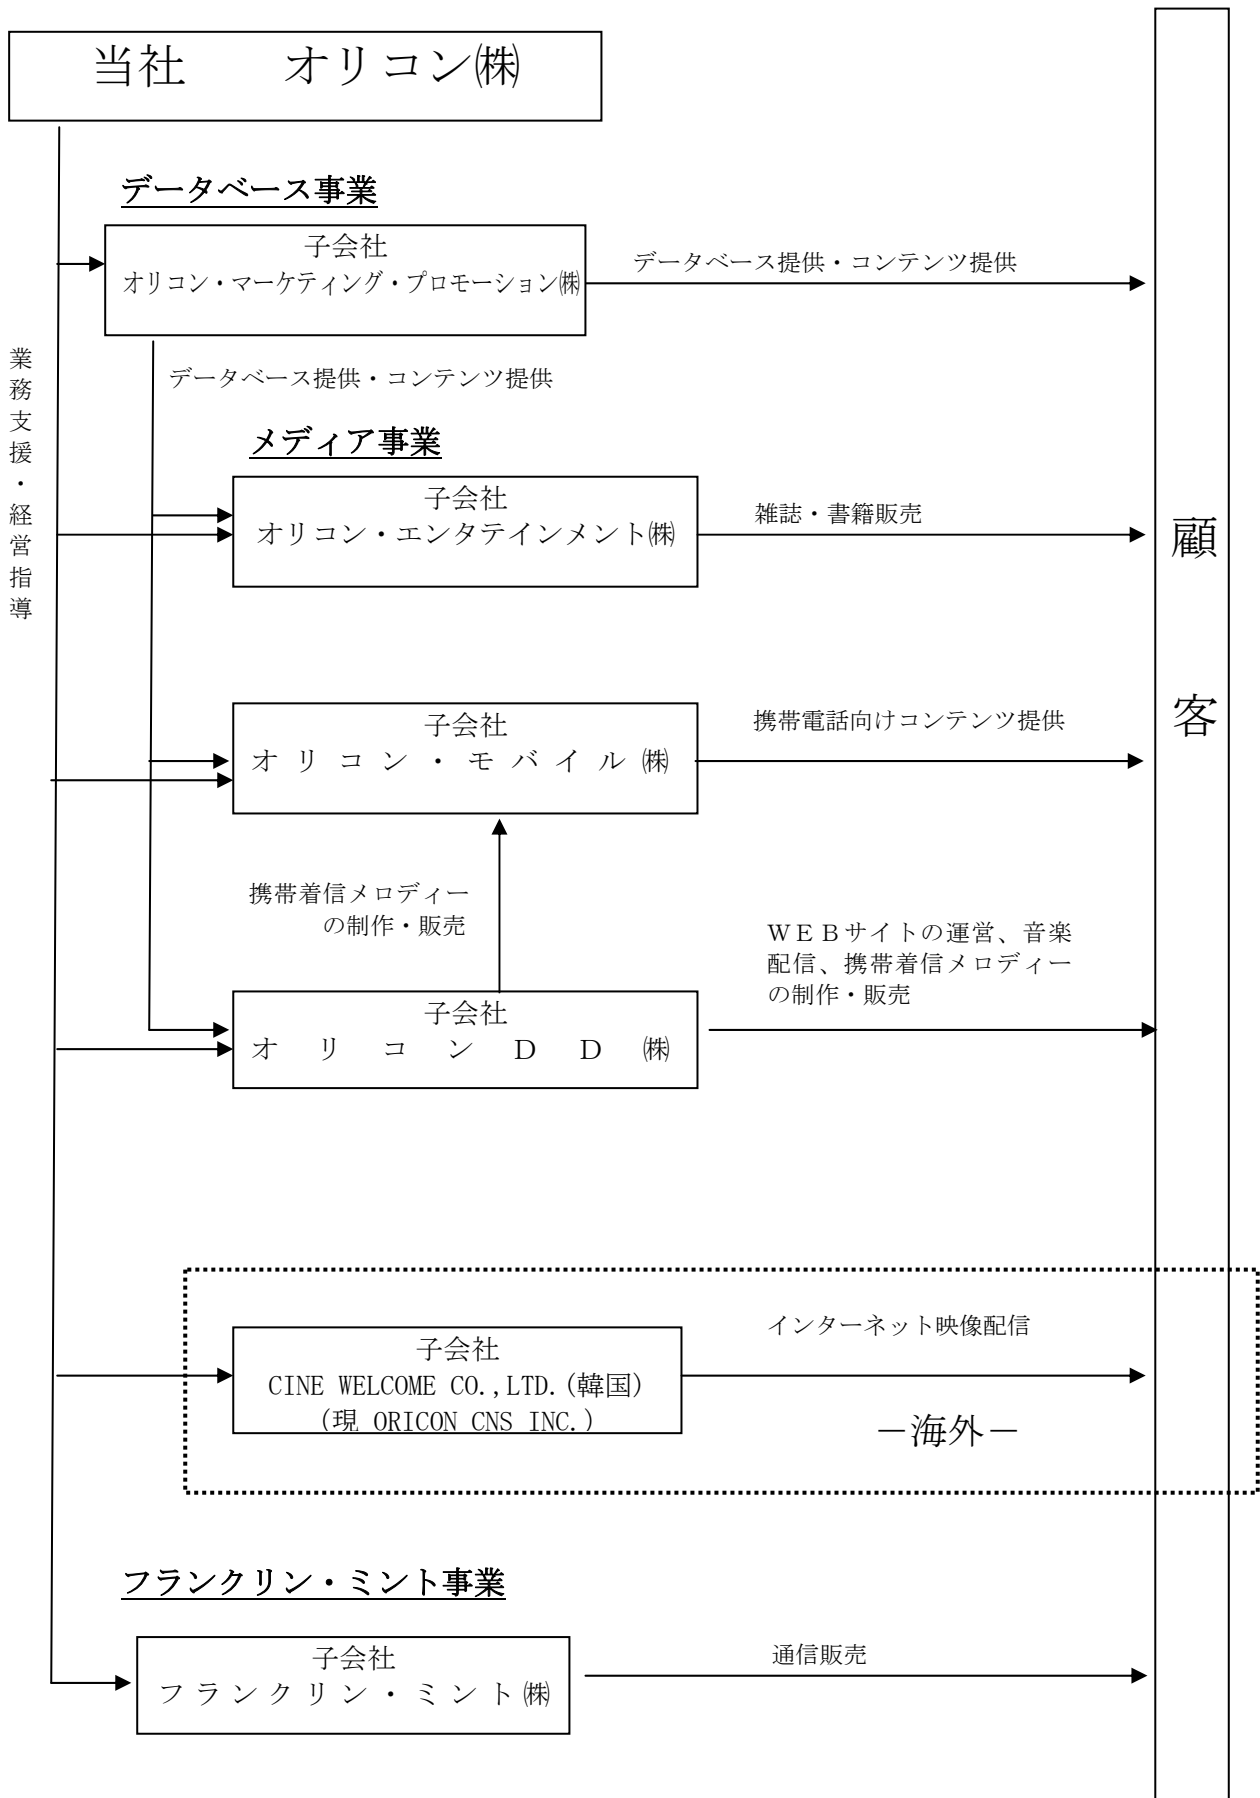 当社　　オリコン㈱
データベース事業
子会社
オリコン・マーケティング・プロモーション㈱
データベース提供・コンテンツ提供
業務支援・経営指導
データベース提供・コンテンツ提供
メディア事業
子会社
オリコン・エンタテインメント㈱
雑誌・書籍販売
顧客
子会社
オリコン・モバイル㈱
携帯電話向けコンテンツ提供
携帯着信メロディー
の制作・販売
ＷＥＢサイトの運営、音楽
配信、携帯着信メロディー
の制作・販売
子会社
オリコンＤＤ㈱
インターネット映像配信
子会社
CINE WELCOME CO.,LTD.(韓国)
(現 ORICON CNS INC.)
－海外－
フランクリン・ミント事業
子会社
フランクリン・ミント㈱
通信販売